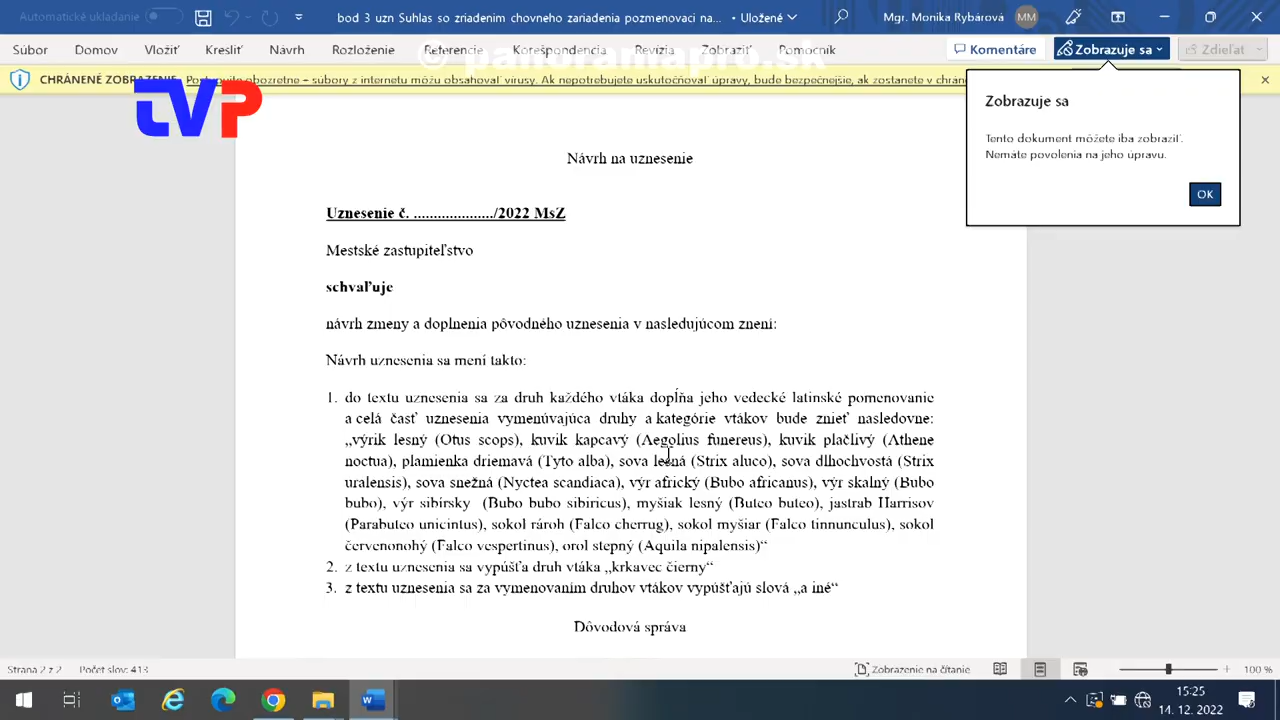 Automatické ukladanie
bod 3 uzn Suhlas so zriadenim chovneho zariadenia pozmenovaci na... • Uložené
Mgr. Monika Rybárová
MM
Súbor Domov Vložiť Kresliť Návrh Rozloženie Referencie Korešpondencia Revízia Zobraziť Pomocník
Komentáre Zobrazuje sa Zdieľať
CHRÁNENÉ ZOBRAZENIE Postupujte obozretne – súbory z internetu môžu obsahovať vírusy. Ak nepotrebujete uskutočňovať úpravy, bude bezpečnejšie, ak zostanete v chráne
TVP
Zobrazuje sa
Tento dokument môžete iba zobraziť.
Nemáte povolenia na jeho úpravu.
OK
Návrh na uznesenie
Uznesenie č. ..................../2022 MsZ
Mestské zastupiteľstvo
schvaľuje
návrh zmeny a doplnenia pôvodného uznesenia v nasledujúcom znení:
Návrh uznesenia sa mení takto:
1. do textu uznesenia sa za druh každého vtáka dopĺňa jeho vedecké latinské pomenovanie
a celá časť uznesenia vymenúvajúca druhy a kategórie vtákov bude znieť nasledovne:
„výrik lesný (Otus scops), kuvik kapcavý (Aegolius funereus), kuvik plačlivý (Athene
noctua), plamienka driemavá (Tyto alba), sova lesná (Strix aluco), sova dlhochvostá (Strix
uralensis), sova snežná (Nyctea scandiaca), výr africký (Bubo africanus), výr skalný (Bubo
bubo), výr sibírsky (Bubo bubo sibiricus), myšiak lesný (Buteo buteo), jastrab Harrisov
(Parabuteo unicintus), sokol rároh (Falco cherrug), sokol myšiar (Falco tinnunculus), sokol
červenonohý (Falco vespertinus), orol stepný (Aquila nipalensis)“
2. z textu uznesenia sa vypúšťa druh vtáka „krkavec čierny“
3. z textu uznesenia sa za vymenovaním druhov vtákov vypúšťajú slová „a iné“
Dôvodová správa
Strana 2 z 2 Počet slov: 413
Zobrazenie na čítanie
100 %
15:25
14. 12. 2022